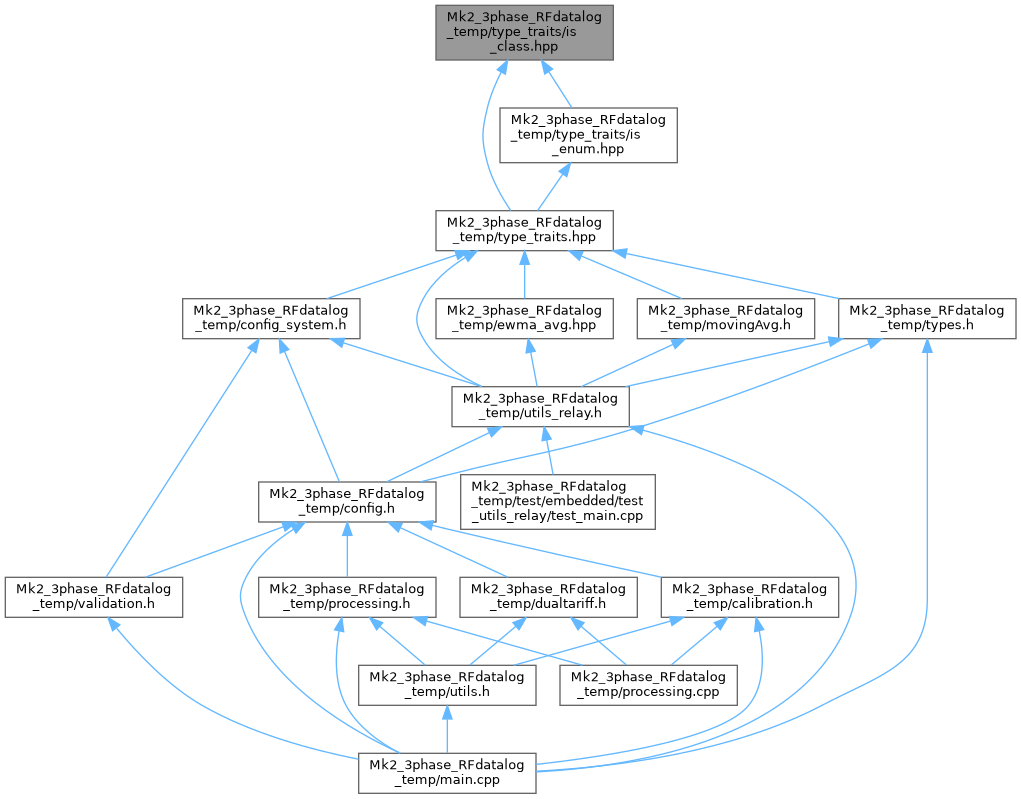 Mk2_3phase_RFdatalog
_temp/type_traits/is
_class.hpp
Mk2_3phase_RFdatalog
_temp/type_traits/is
_enum.hpp
Mk2_3phase_RFdatalog
_temp/type_traits.hpp
Mk2_3phase_RFdatalog
_temp/config_system.h
Mk2_3phase_RFdatalog
_temp/ewma_avg.hpp
Mk2_3phase_RFdatalog
_temp/movingAvg.h
Mk2_3phase_RFdatalog
_temp/types.h
Mk2_3phase_RFdatalog
_temp/utils_relay.h
Mk2_3phase_RFdatalog
_temp/config.h
Mk2_3phase_RFdatalog
_temp/test/embedded/test
_utils_relay/test_main.cpp
Mk2_3phase_RFdatalog
_temp/validation.h
Mk2_3phase_RFdatalog
_temp/processing.h
Mk2_3phase_RFdatalog
_temp/dualtariff.h
Mk2_3phase_RFdatalog
_temp/calibration.h
Mk2_3phase_RFdatalog
_temp/utils.h
Mk2_3phase_RFdatalog
_temp/processing.cpp
Mk2_3phase_RFdatalog
_temp/main.cpp